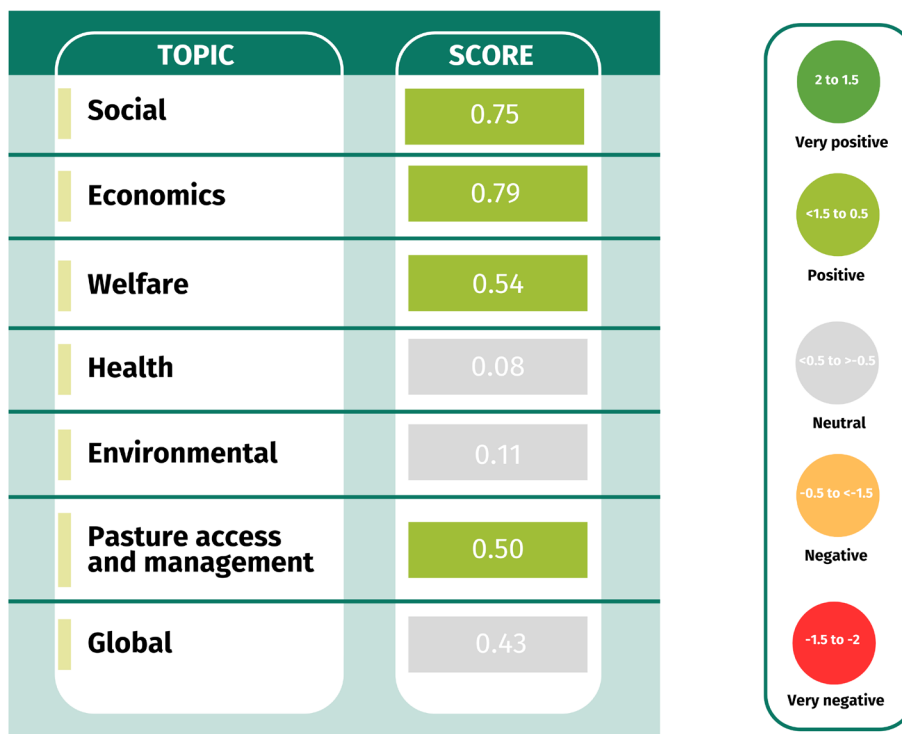 TOPIC SCORE
Social 0.75
Economics 0.79
Welfare 0.54
Health 0.08
Environmental 0.11
Pasture access
and management 0.50
Global 0.43
2 to 1.5
Very positive
<1.5 to 0.5
Positive
<0.5 to >-0.5
Neutral
-0.5 to <-1.5
Negative
-1.5 to -2
Very negative